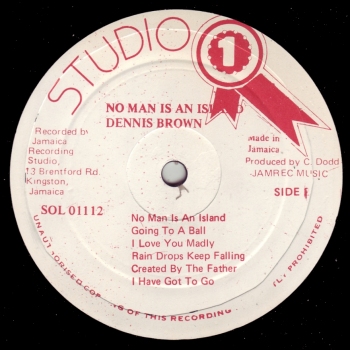 STUDIO 1
NO MAN IS AN
DENNIS BROWN
Recorded by
Jamaica
Recording
Studio,
13 Brentford Rd.
Kingston,
Jamaica
Made in
Jamaica,
Produced by C. Dodd
JAMREC MUSIC
SIDE I
SOL 01112
No Man Is An Island
Going To A Ball
I Love You Madly
Rain Drops Keep Falling
Created By The Father
I Have Got To Go
UNAUTHORISED COP
OF THIS RECORDING
PROHIBITED